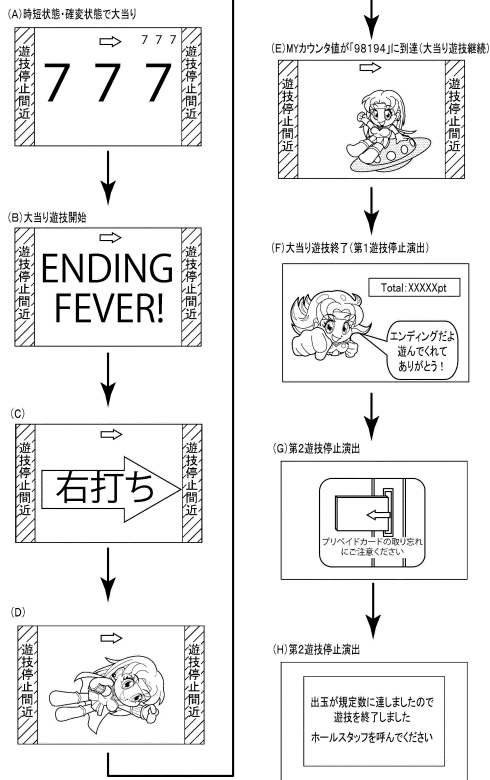 (A)時短状態・確変状態で大当り
7 7 7
7 7 7
遊技停止間近
遊技停止間近
(B)大当り遊技開始
ENDING
FEVER!
遊技停止間近
遊技停止間近
(C)
右打ち
遊技停止間近
遊技停止間近
(D)
遊技停止間近
遊技停止間近
(E)MYカウンタ値が「98194」に到達(大当り遊技継続)
遊技停止間近
遊技停止間近
(F)大当り遊技終了(第1遊技停止演出)
Total:XXXXXpt
エンディングだよ
遊んでくれて
ありがとう!
(G)第2遊技停止演出
プリペイドカードの取り忘れ
にご注意ください
(H)第2遊技停止演出
出玉が規定数に達しましたので
遊技を終了しました
ホールスタッフを呼んでください